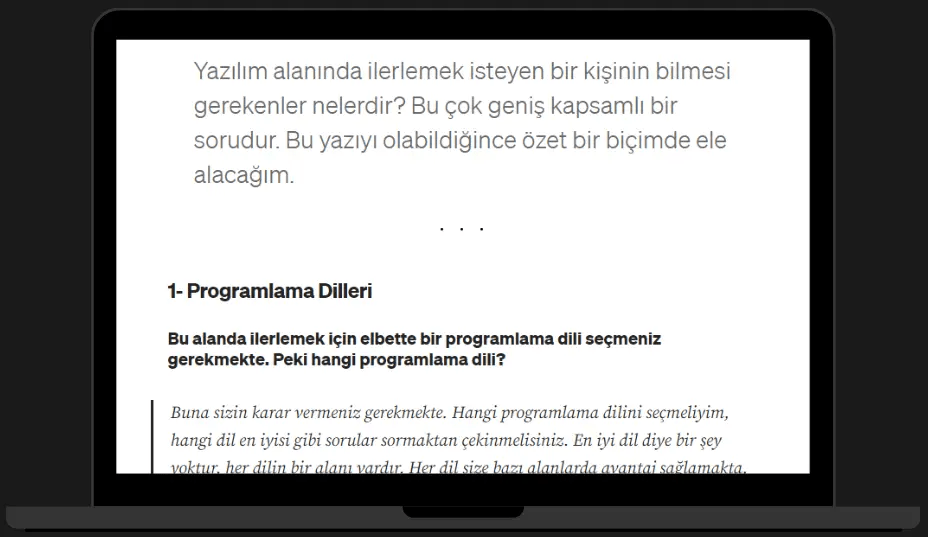 Yazılım alanında ilerlemek isteyen bir kişinin bilmesi
gerekenler nelerdir? Bu çok geniş kapsamlı bir
sorudur. Bu yazıyı olabildiğince özet bir biçimde ele
alacağım.
. . .
1- Programlama Dilleri
Bu alanda ilerlemek için elbette bir programlama dili seçmeniz
gerekmekte. Peki hangi programlama dili?
Buna sizin karar vermeniz gerekmekte. Hangi programlama dilini seçmeliyim,
hangi dil en iyisi gibi sorular sormaktan çekinmelisiniz. En iyi dil diye bir şey
yoktur, her dilin bir alanı vardır. Her dil size bazı alanlarda avantaj sağlamakta,